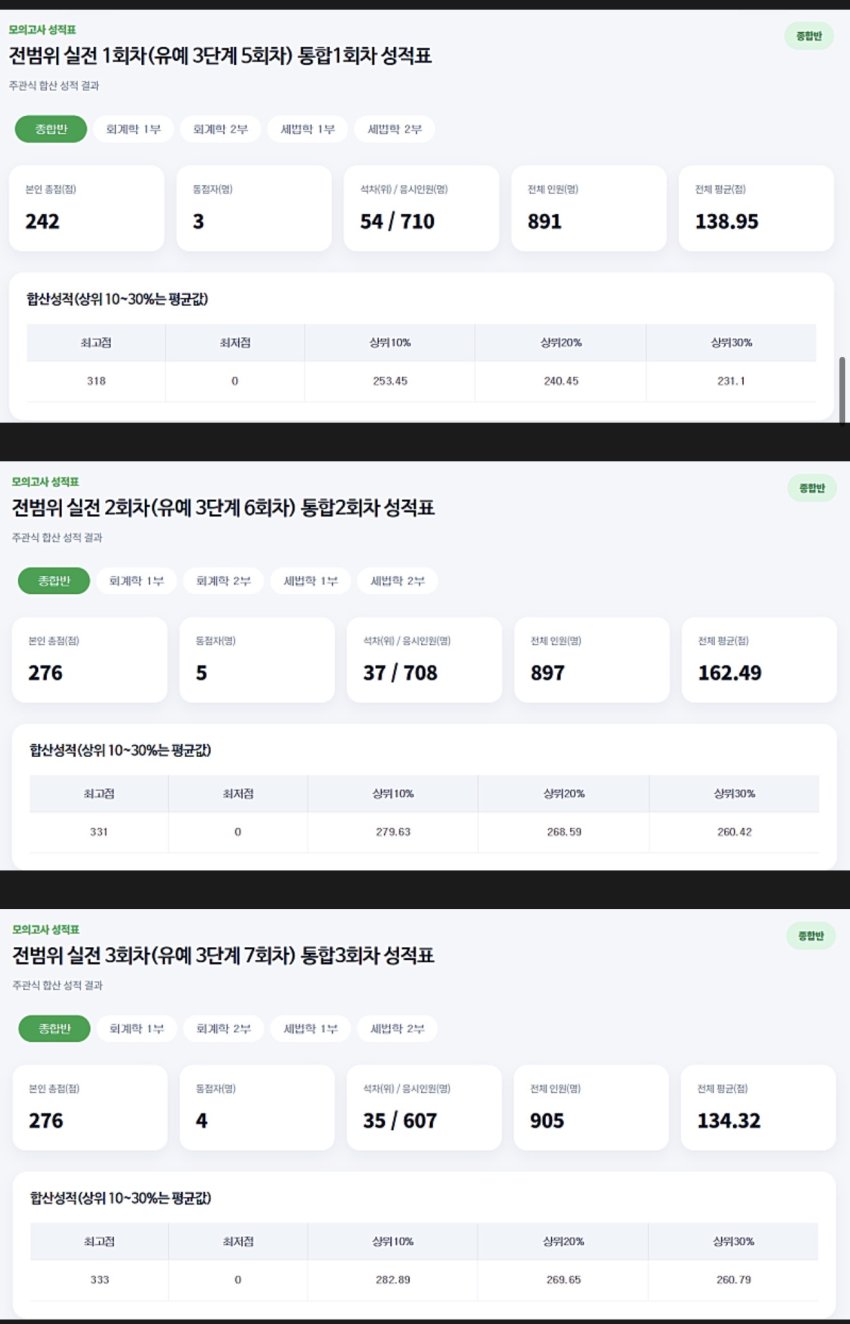 모의고사 성적표
전범위 실전 1회차(유예 3단계 5회차) 통합1회차 성적표
종합반
주관식 합산 성적 결과
종합반 회계학 1부 회계학 2부 세법학 1부 세법학 2부
본인 총점(점) 동점자(명) 석차(위) / 응시인원(명) 전체 인원(명) 전체 평균(점)
242 3 54 / 710 891 138.95
합산성적(상위 10~30%는 평균값)
최고점 최저점 상위10% 상위20% 상위30%
318 0 253.45 240.45 231.1
모의고사 성적표
전범위 실전 2회차(유예 3단계 6회차) 통합2회차 성적표
종합반
주관식 합산 성적 결과
종합반 회계학 1부 회계학 2부 세법학 1부 세법학 2부
본인 총점(점) 동점자(명) 석차(위) / 응시인원(명) 전체 인원(명) 전체 평균(점)
276 5 37 / 708 897 162.49
합산성적(상위 10~30%는 평균값)
최고점 최저점 상위10% 상위20% 상위30%
331 0 279.63 268.59 260.42
모의고사 성적표
전범위 실전 3회차(유예 3단계 7회차) 통합3회차 성적표
종합반
주관식 합산 성적 결과
종합반 회계학 1부 회계학 2부 세법학 1부 세법학 2부
본인 총점(점) 동점자(명) 석차(위) / 응시인원(명) 전체 인원(명) 전체 평균(점)
276 4 35 / 607 905 134.32
합산성적(상위 10~30%는 평균값)
최고점 최저점 상위10% 상위20% 상위30%
333 0 282.89 269.65 260.79